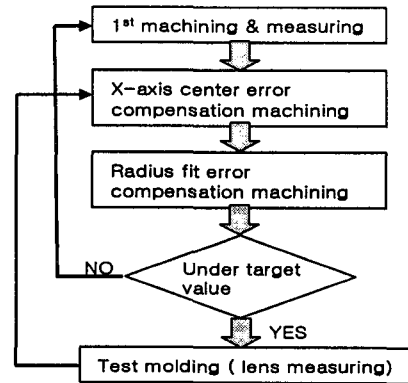 1st machining & measuring
X-axis center error
compensation machining
Radius fit error
compensation machining
NO
Under target
value
YES
Test molding ( lens measuring)